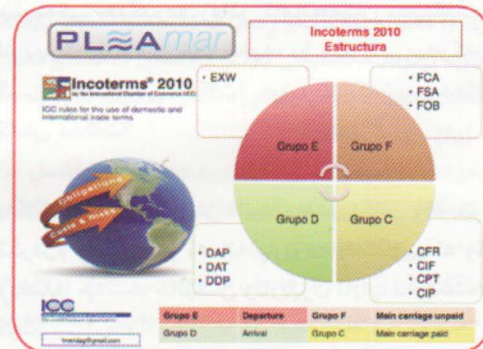 PLEAmar
Incoterms 2010
Estructura
Incoterms® 2010
by the International Chamber of Commerce (ICC)
ICC rules for the use of domestic and
international trade terms.
• EXW
• FCA
• FSA
• FOB
Grupo E
Grupo F
Grupo D
Grupo C
Obligations
Costs & Risks
• DAP
• DAT
• DDP
• CFR
• CIF
• CPT
• CIP
ICC
Grupo E Departure Grupo F Main carriage unpaid
Grupo D Arrival Grupo C Main carriage paid